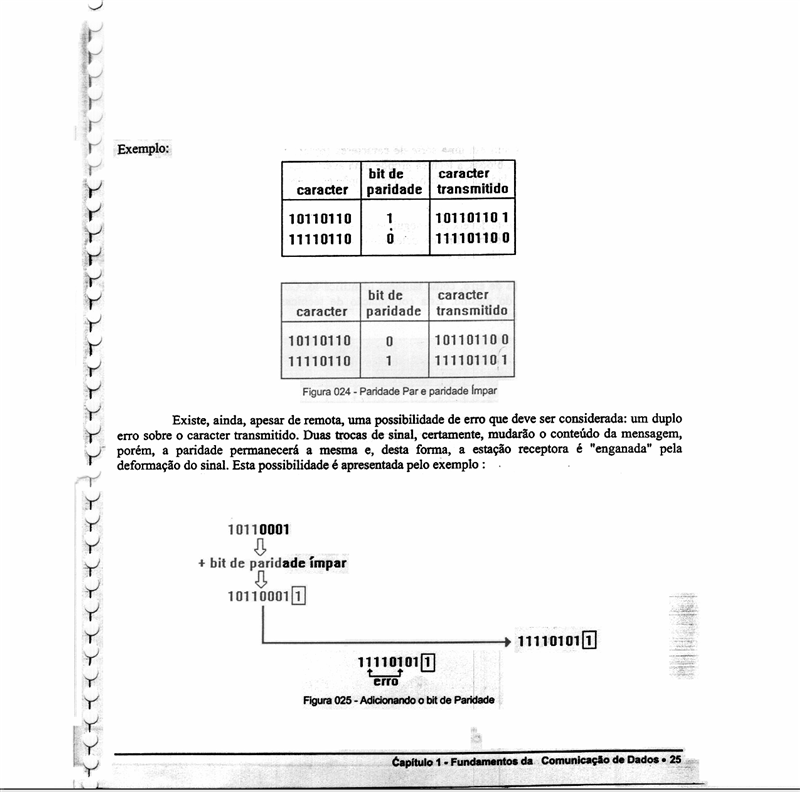 Exemplo:
caracter bit de paridade caracter transmitido
10110110 1 10110110 1
11110110 0 11110110 0
caracter bit de paridade caracter transmitido
10110110 0 10110110 0
11110110 1 11110110 1
Figura 024 - Paridade Par e paridade Ímpar
Existe, ainda, apesar de remota, uma possibilidade de erro que deve ser considerada: um duplo
erro sobre o caracter transmitido. Duas trocas de sinal, certamente, mudarão o conteúdo da mensagem,
porém, a paridade permanecerá a mesma e, desta forma, a estação receptora é "enganada" pela
deformação do sinal. Esta possibilidade é apresentada pelo exemplo :
10110001
+ bit de paridade ímpar
10110001 1
11110101 1
11110101 1
erro
Figura 025 - Adicionando o bit de Paridade
Capítulo 1 - Fundamentos da Comunicação de Dados • 25